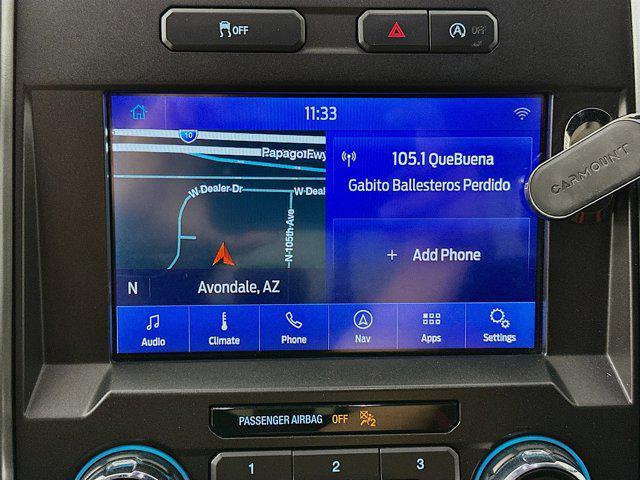 OFF
OFF
11:33
10
Papago Fwy
W Dealer Dr
W Deal
N 105th Ave
N
Avondale, AZ
105.1 QueBuena
Gabito Ballesteros Perdido
+ Add Phone
CARMOUNT
Audio
Climate
Phone
Nav
Apps
Settings
PASSENGER AIRBAG OFF 2
1
2
3